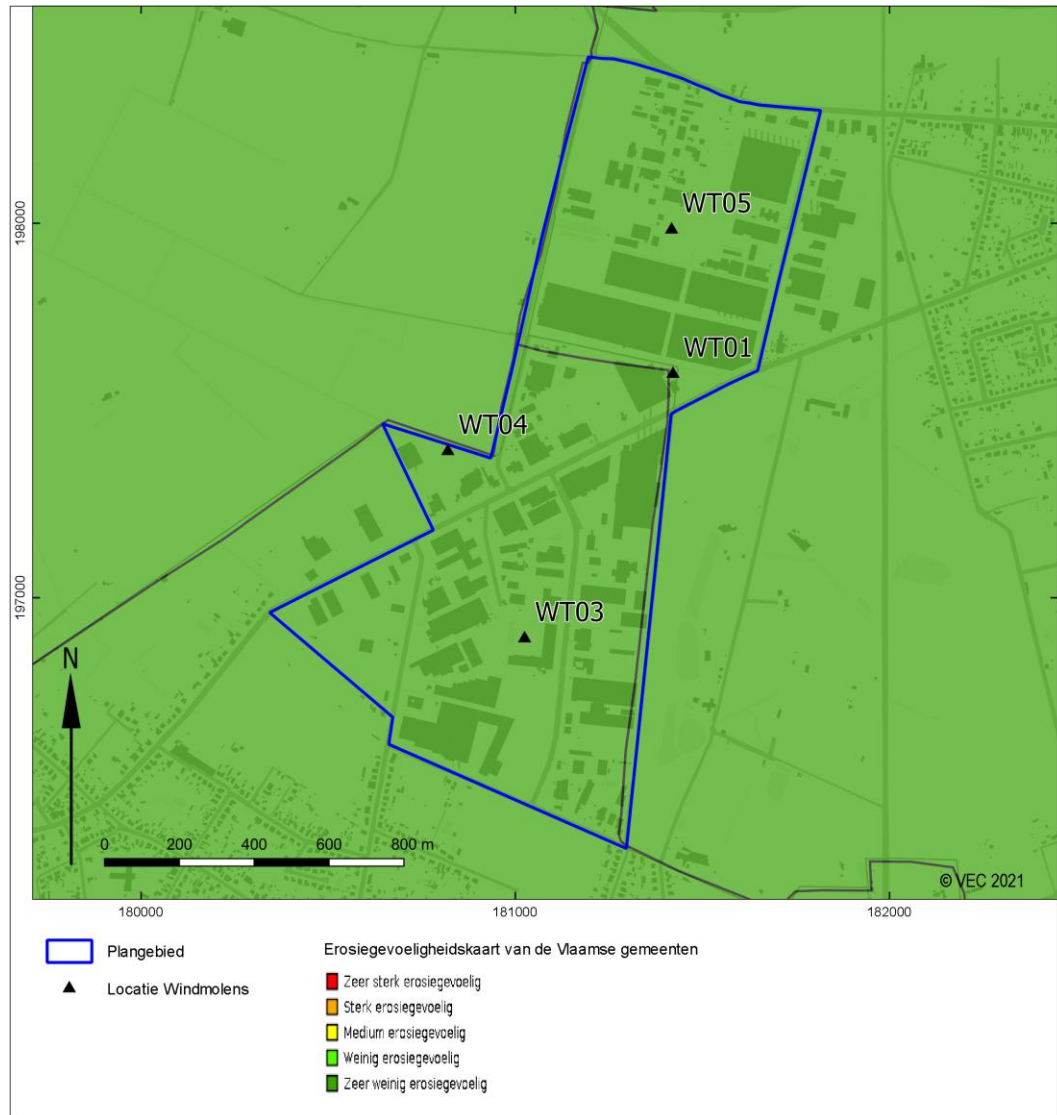 WT05
198000
WT01
WT04
197000
WT03
N
0 200 400 600 800 m
© VEC 2021
180000 181000 182000
Plangebied
Locatie Windmolens
Erosiegevoeligheidskaart van de Vlaamse gemeenten
Zeer sterk erosiegevoelig
Sterk erosiegevoelig
Medium erosiegevoelig
Weinig erosiegevoelig
Zeer weinig erosiegevoelig